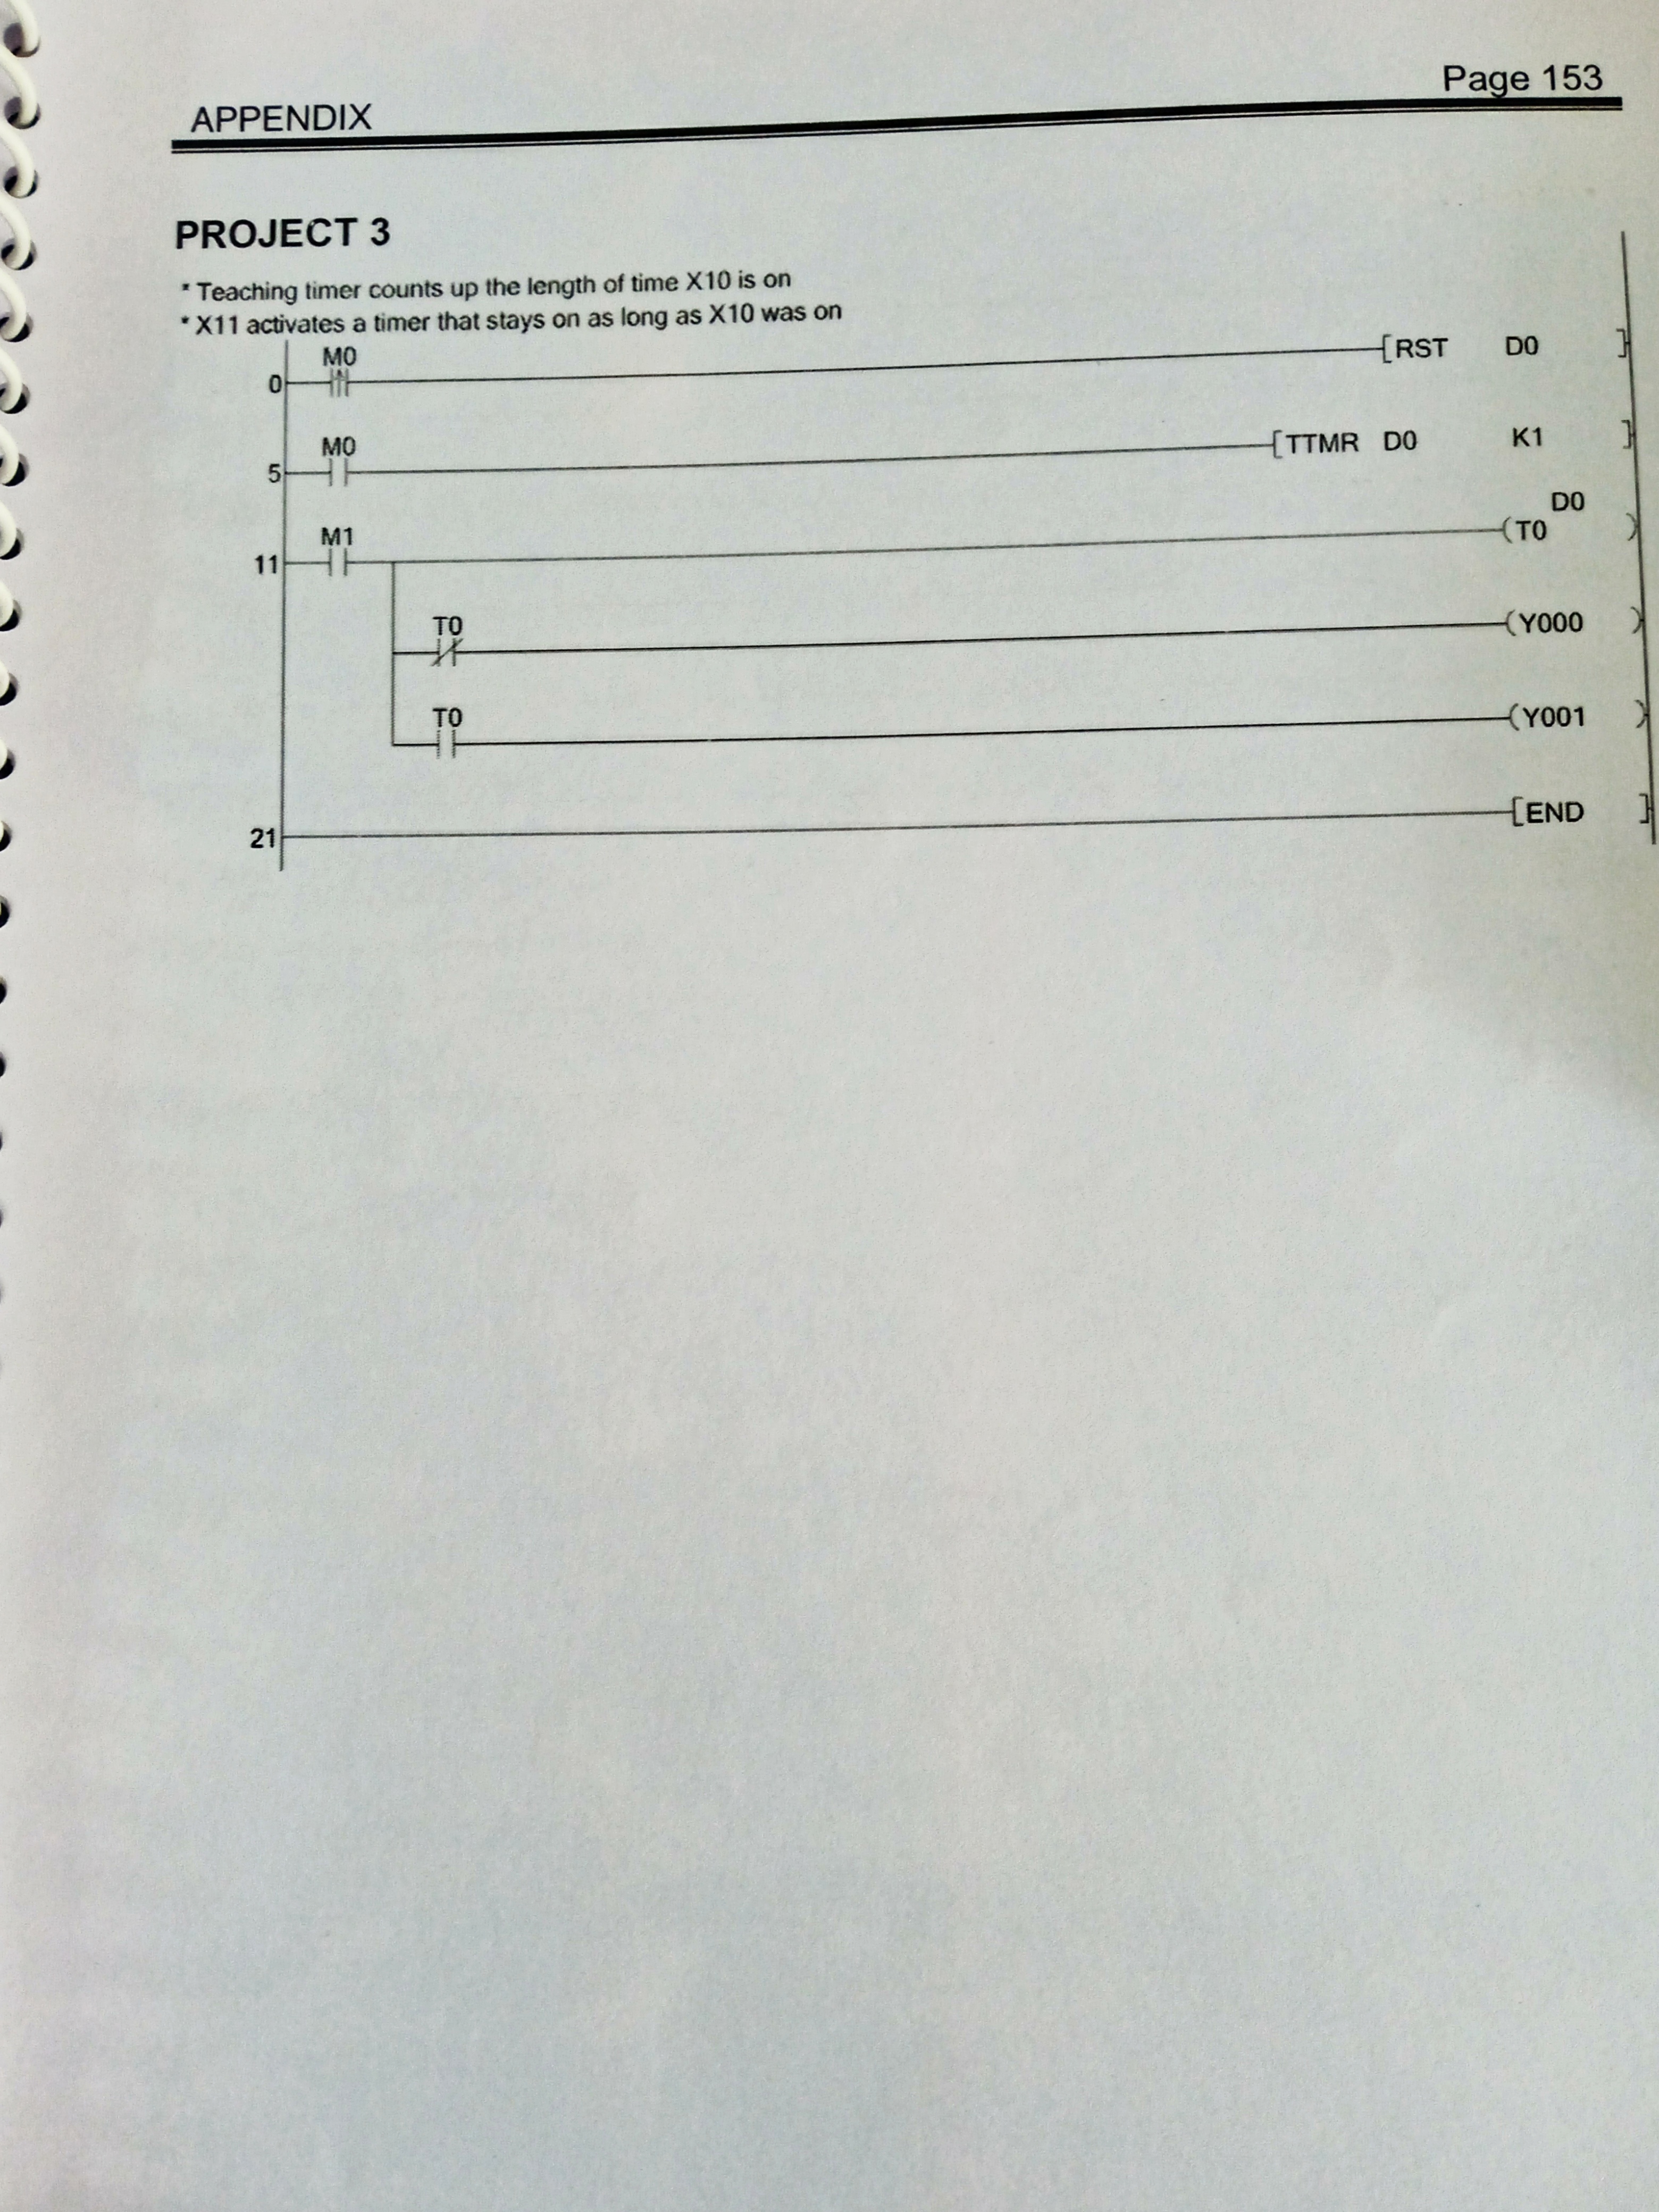 Page 153
APPENDIX
PROJECT 3
* Teaching timer counts up the length of time X10 is on
* X11 activates a timer that stays on as long as X10 was on
M0
0 [RST D0 ]
M0
5 [TTMR D0 K1 ]
D0
M1
11 (T0 )
T0
(Y000 )
T0
(Y001 )
21 [END ]